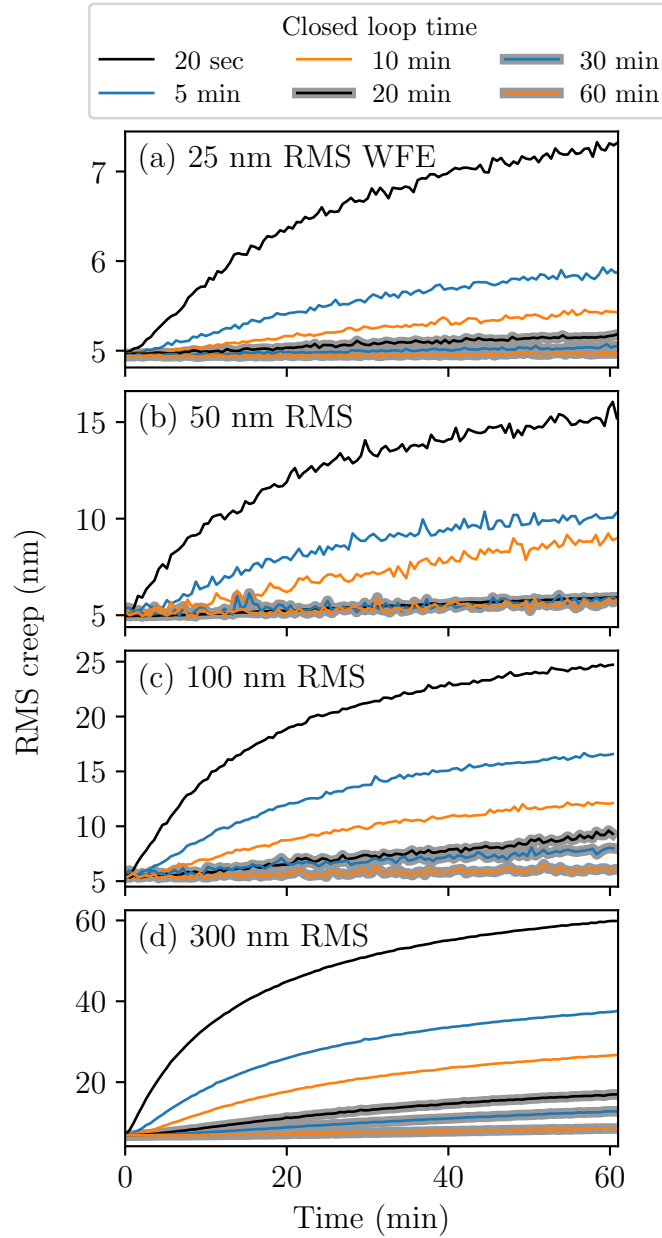 Closed loop time
20 sec 10 min 30 min
5 min 20 min 60 min
(a) 25 nm RMS WFE
7
6
5
(b) 50 nm RMS
15
10
5
(c) 100 nm RMS
25
20
15
10
5
(d) 300 nm RMS
60
40
20
0 20 40 60
Time (min)
RMS creep (nm)